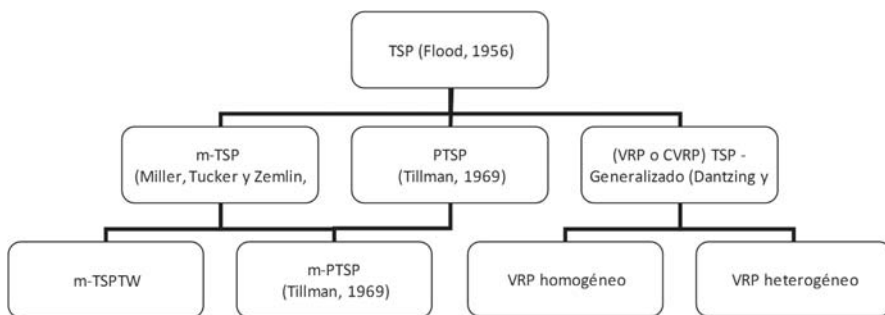 TSP (Flood, 1956)
m-TSP
(Miller, Tucker y Zemlin,
PTSP
(Tillman, 1969)
(VRP o CVRP) TSP -
Generalizado (Dantzing y
m-TSPTW
m-PTSP
(Tillman, 1969)
VRP homogéneo
VRP heterogéneo